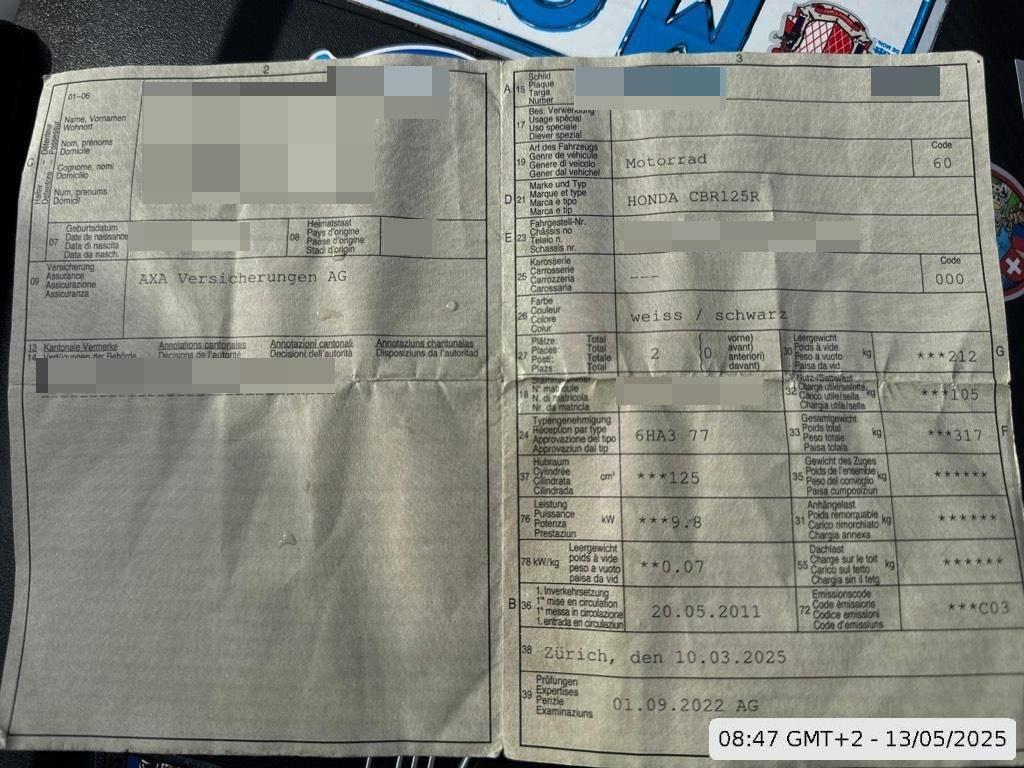 2
01-06
Name, Vornamen
Wohnort
Nom, prénoms
Domicile
Cognome, nomi
Domicilio
Num, prenums
Domicil
C
Halter
Détenteur
Detentore
Possessur
07
Geburtsdatum
Date de naissance
Data di nascita
Data da nasch.
08
Heimatstaat
Pays d'origine
Paese d'origine
Stadi d'origin
09
Versicherung
Assurance
Assicurazione
Assicuranza
AXA Versicherungen AG
13 Kantonale Vermerke Annotations cantonales Annotazioni cantonali Annotaziuns chantunalas
14 Verfügungen der Behörde Décisions de l'autorité Decisioni dell'autorità Disposiziuns da l'autoritad
3
A 15
Schild
Plaque
Targa
Numer
17
Bes. Verwendung
Usage spécial
Uso speciale
Diever spezial
19
Art des Fahrzeugs
Genre de véhicule
Genere di veicolo
Gener dal vehichel
Motorrad
Code
60
D 21
Marke und Typ
Marque et type
Marca e tipo
Marca e tip
HONDA CBR125R
E 23
Fahrgestell-Nr.
Châssis no
Telaio n.
Schassis nr.
25
Karosserie
Carrosserie
Carrozzeria
Carossaria
---
Code
000
26
Farbe
Couleur
Colore
Colur
weiss / schwarz
27
Plätze: Total
Places: Total
Posti: Totale
Plazs: Total
2 (0
vorne)
avant)
anteriori)
davant)
30
Leergewicht
Poids à vide
Peso a vuoto
Paisa da vid
kg
***212
G
18
Stammnummer
N° matricule
N. di matricola
Nr. da matricla
32
Nutz-/Sattellast
Charge utile/sellette
Carico utile/sella
Chargia utila/sella
kg
***105
24
Typengenehmigung
Réception par type
Approvazione del tipo
Approvaziun dal tip
6HA3 77
33
Gesamtgewicht
Poids total
Peso totale
Paisa totala
kg
***317
F
37
Hubraum
Cylindrée
Cilindrata
Cilindrada
cm³
***125
35
Gewicht des Zuges
Poids de l'ensemble
Peso del convoglio
Paisa cumposiziun
kg
******
76
Leistung
Puissance
Potenza
Prestaziun
kW
***9.8
31
Anhängelast
Poids remorquable
Carico rimorchiato
Chargia annexa
kg
******
78 kW/kg
Leergewicht
poids à vide
peso a vuoto
paisa da vid
**0.07
55
Dachlast
Charge sur le toit
Carico sul tetto
Chargia sin il tetg
kg
******
B 36
1. Inverkehrsetzung
1re mise en circulation
1a messa in circolazione
1. entrada en circulaziun
20.05.2011
72
Emissionscode
Code émissions
Codice emissioni
Code d'emissiuns
***C03
38 Zürich, den 10.03.2025
39
Prüfungen
Expertises
Perizie
Examinaziuns
01.09.2022 AG
08:47 GMT+2 - 13/05/2025